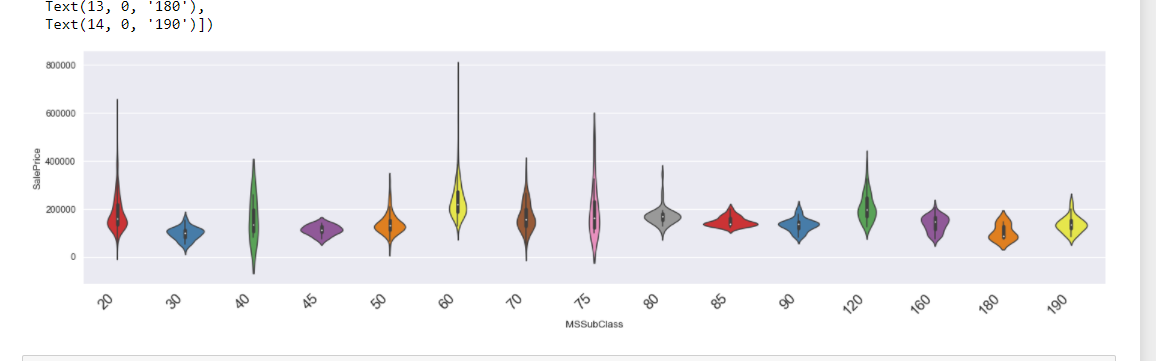 Text(13, 0, '180'),
Text(14, 0, '190')])
800000
600000
400000
200000
0
SalePrice
20 30 40 45 50 60 70 75 80 85 90 120 160 180 190
MSSubClass